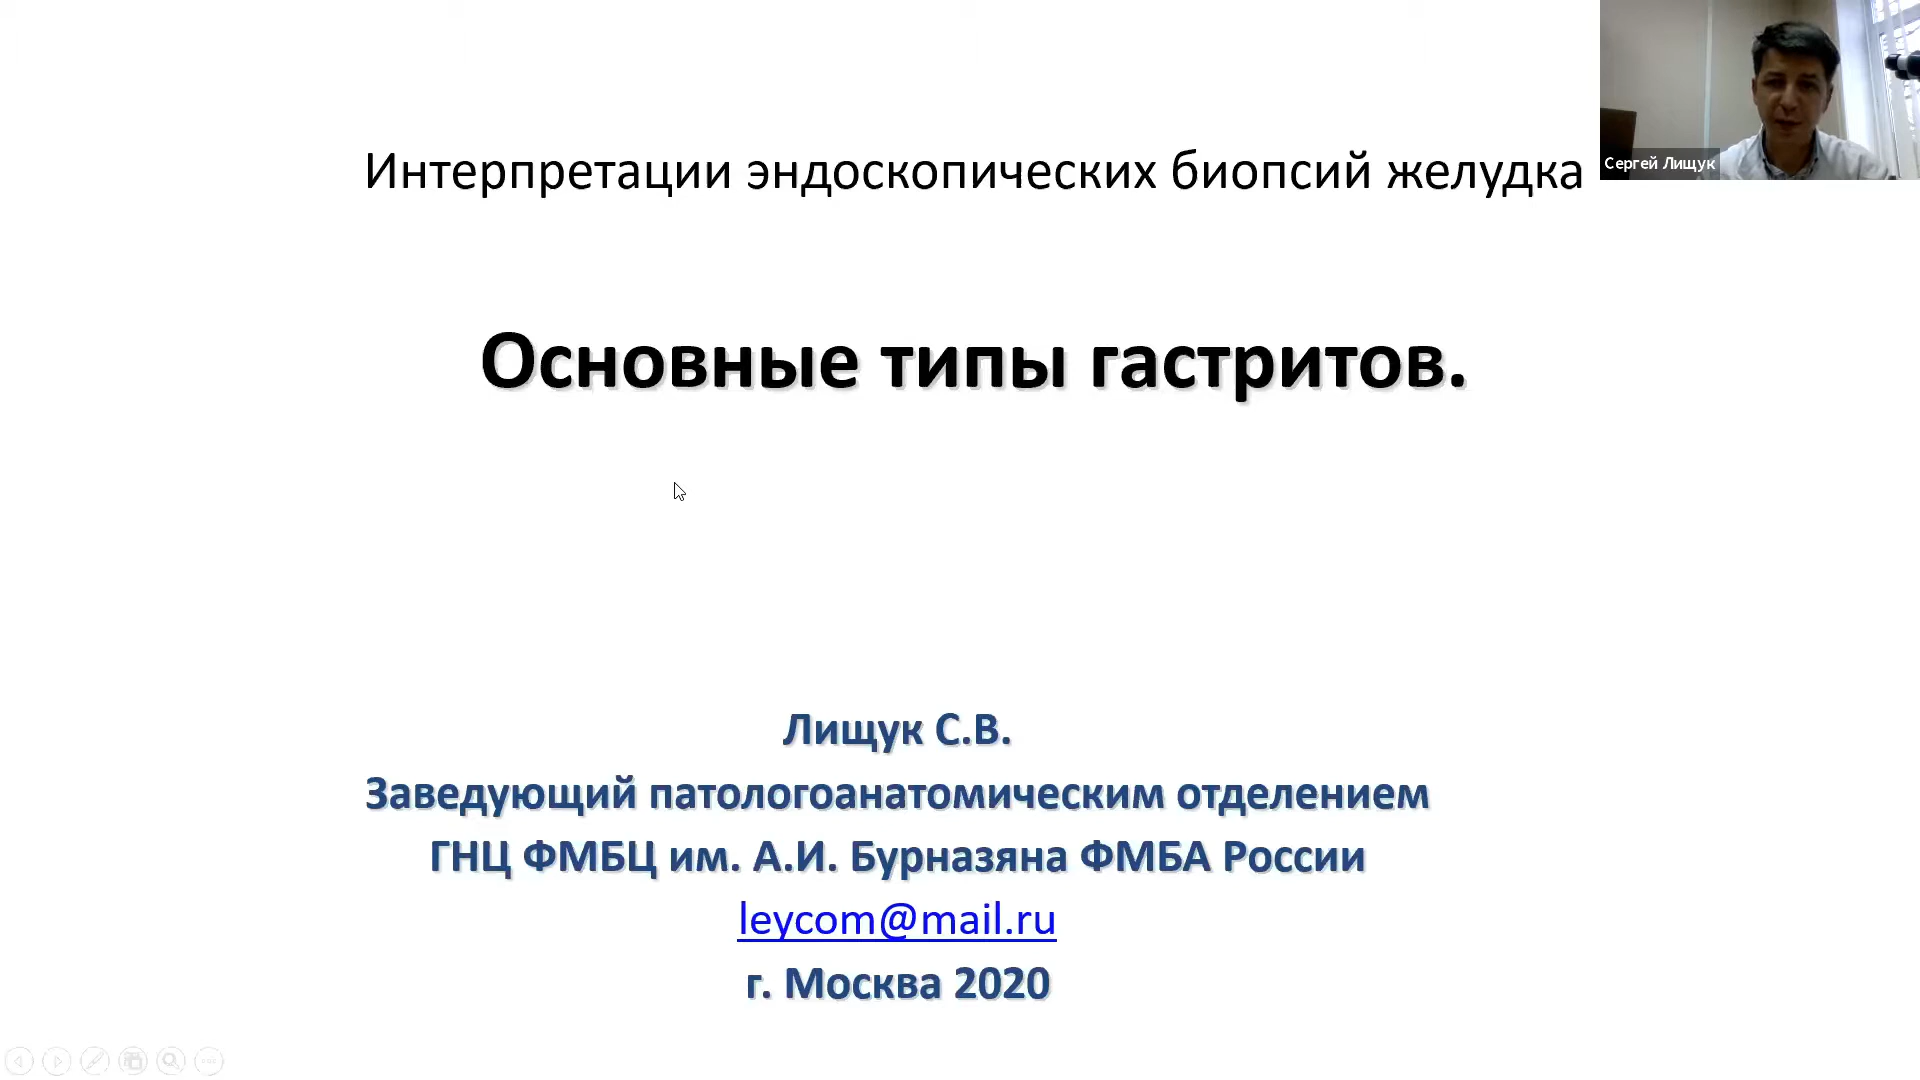 Интерпретации эндоскопических биопсий желудка
Сергей Лищук
Основные типы гастритов.
Лищук С.В.
Заведующий патологоанатомическим отделением
ГНЦ ФМБЦ им. А.И. Бурназяна ФМБА России
leycom@mail.ru
г. Москва 2020